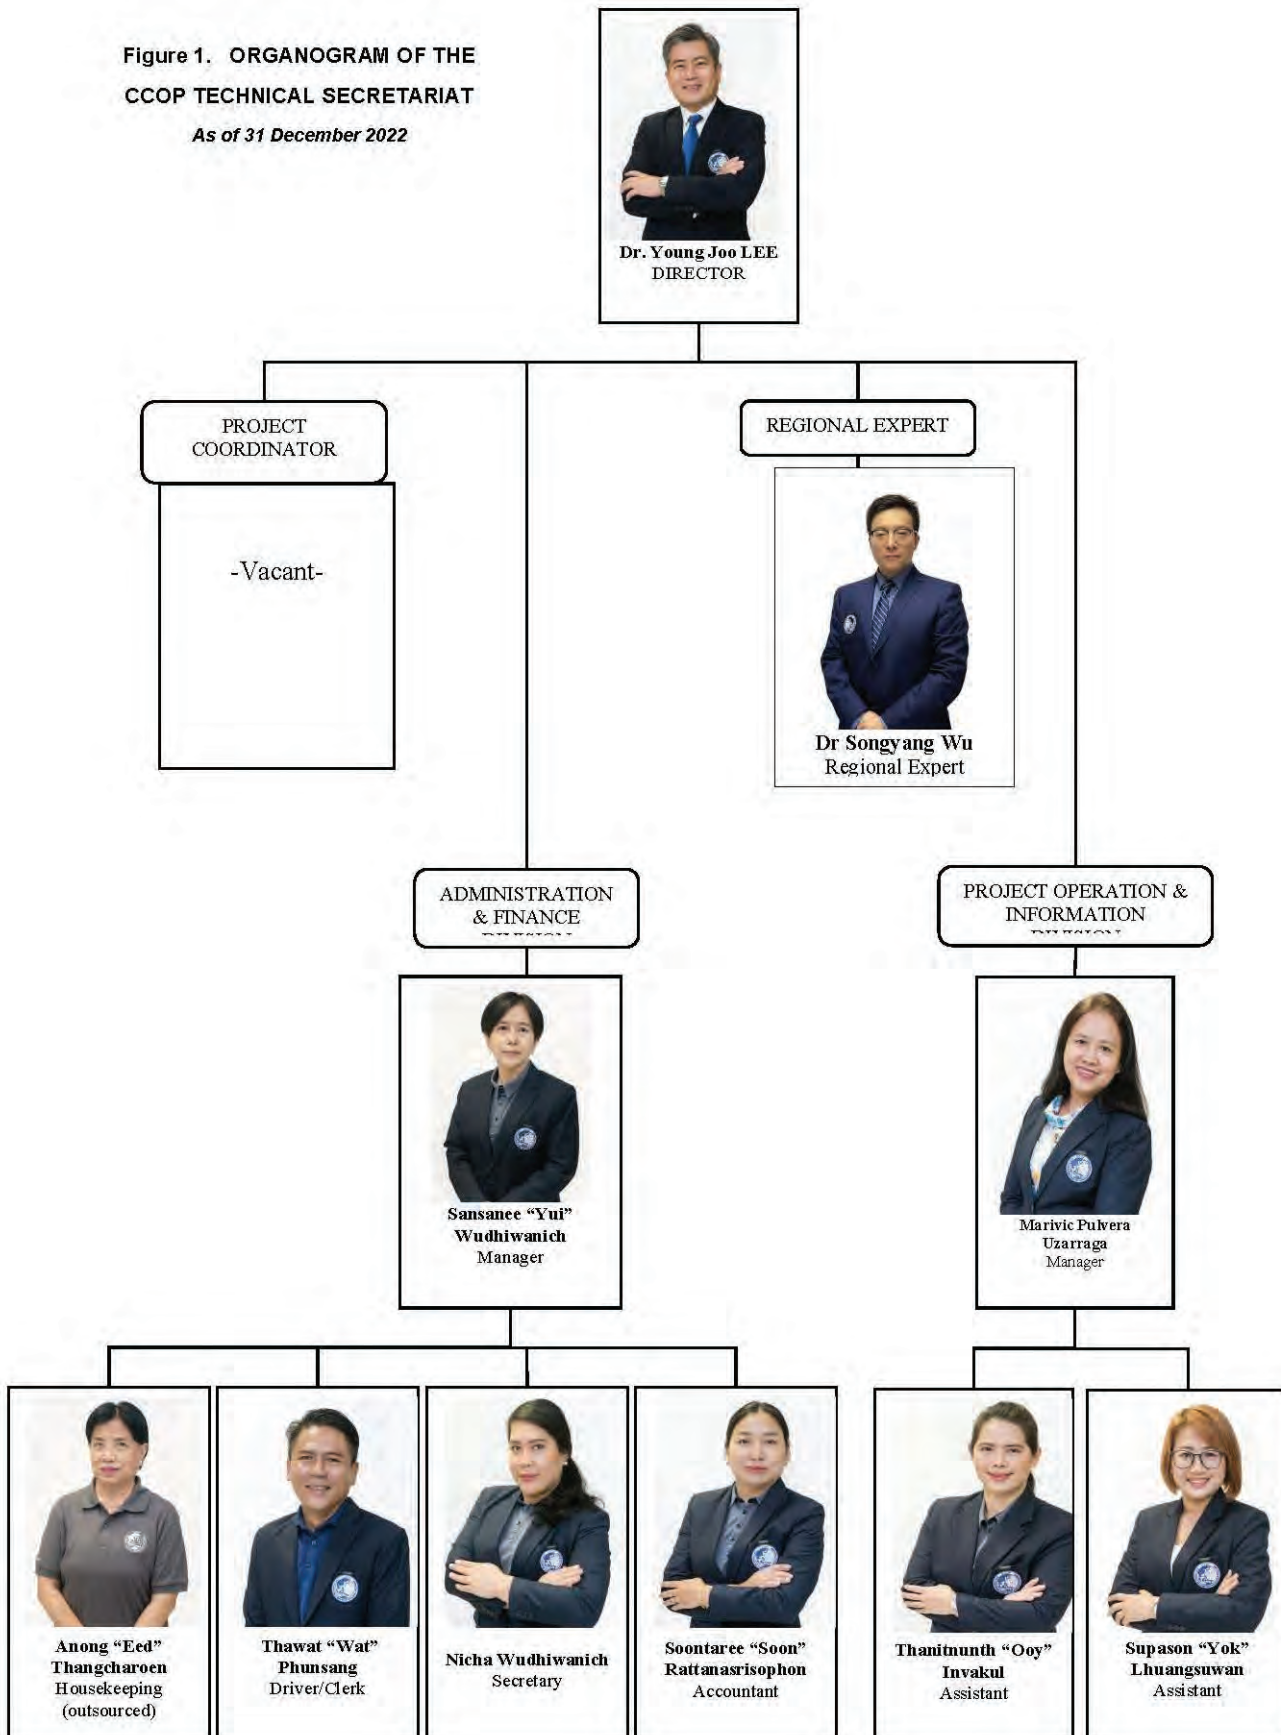 Figure 1. ORGANOGRAM OF THE
CCOP TECHNICAL SECRETARIAT
As of 31 December 2022
Dr. Young Joo LEE
DIRECTOR
PROJECT
COORDINATOR
REGIONAL EXPERT
-Vacant-
Dr Songyang Wu
Regional Expert
ADMINISTRATION
& FINANCE
DIVISION
PROJECT OPERATION &
INFORMATION
DIVISION
Sansanee “Yui”
Wudhiwanich
Manager
Marivic Pulvera
Uzarraga
Manager
Anong “Eed”
Thangcharoen
Housekeeping
(outsourced)
Thawat “Wat”
Phunsang
Driver/Clerk
Nicha Wudhiwanich
Secretary
Soontaree “Soon”
Rattanasrisophon
Accountant
Thanitnunth “Ooy”
Invakul
Assistant
Supason “Yok”
Lhuangsuwan
Assistant